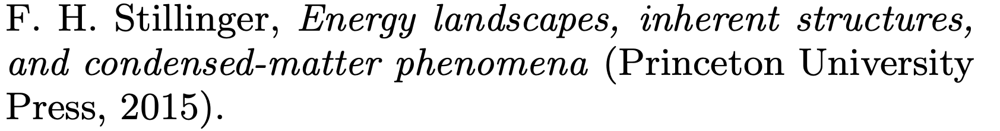 F. H. Stillinger, Energy landscapes, inherent structures,
and condensed-matter phenomena (Princeton University
Press, 2015).